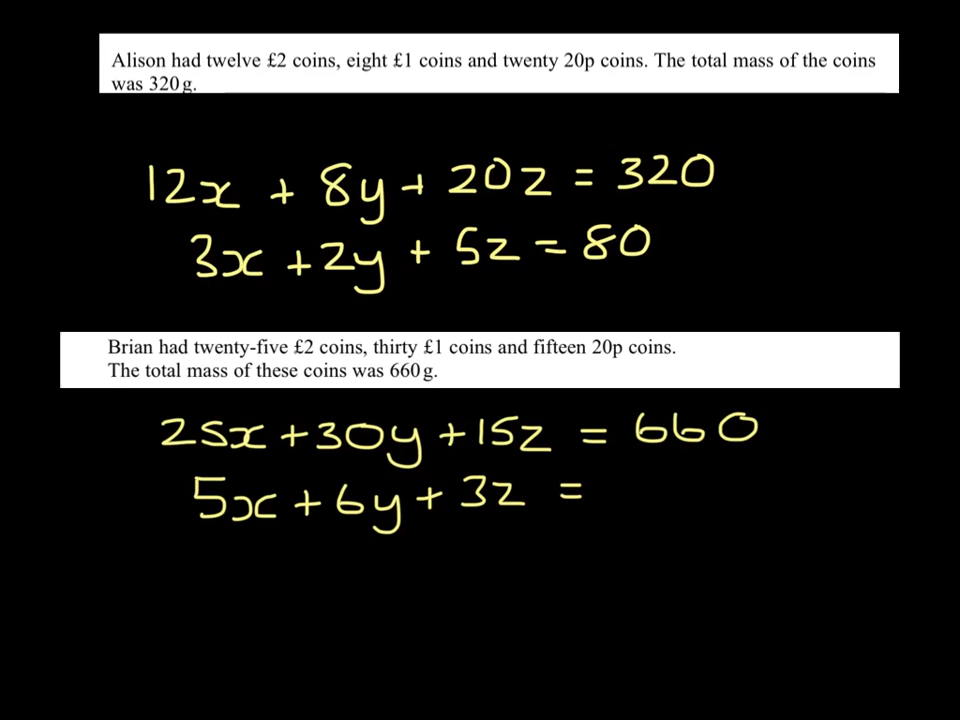 Alison had twelve £2 coins, eight £1 coins and twenty 20p coins. The total mass of the coins
was 320 g.
12x + 8y + 20z = 320
3x + 2y + 5z = 80
Brian had twenty-five £2 coins, thirty £1 coins and fifteen 20p coins.
The total mass of these coins was 660 g.
25x + 30y + 15z = 660
5x + 6y + 3z =